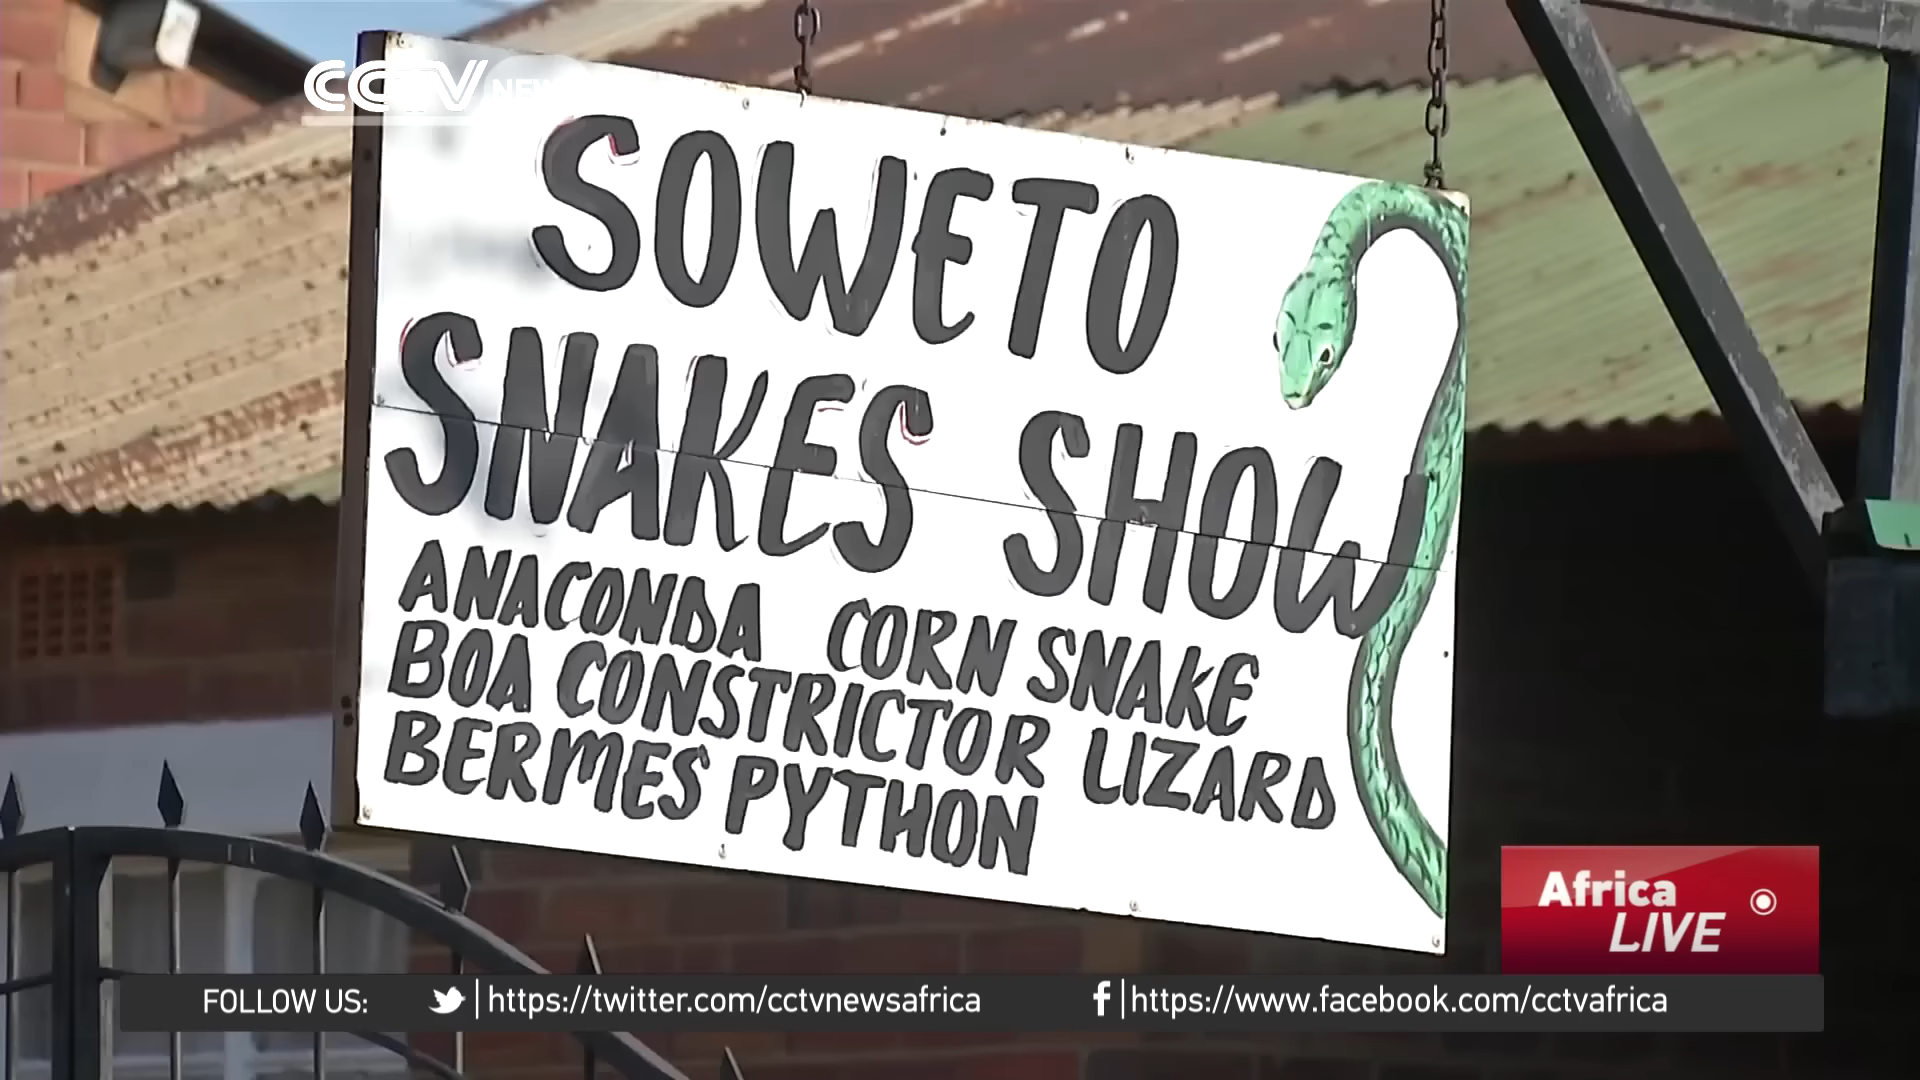 CCTV NEWS
SOWETO
SNAKES SHOW
ANACONDA CORN SNAKE
BOA CONSTRICTOR LIZARD
BERMES PYTHON
Africa
LIVE
FOLLOW US: https://twitter.com/cctvnewsafrica https://www.facebook.com/cctvafrica